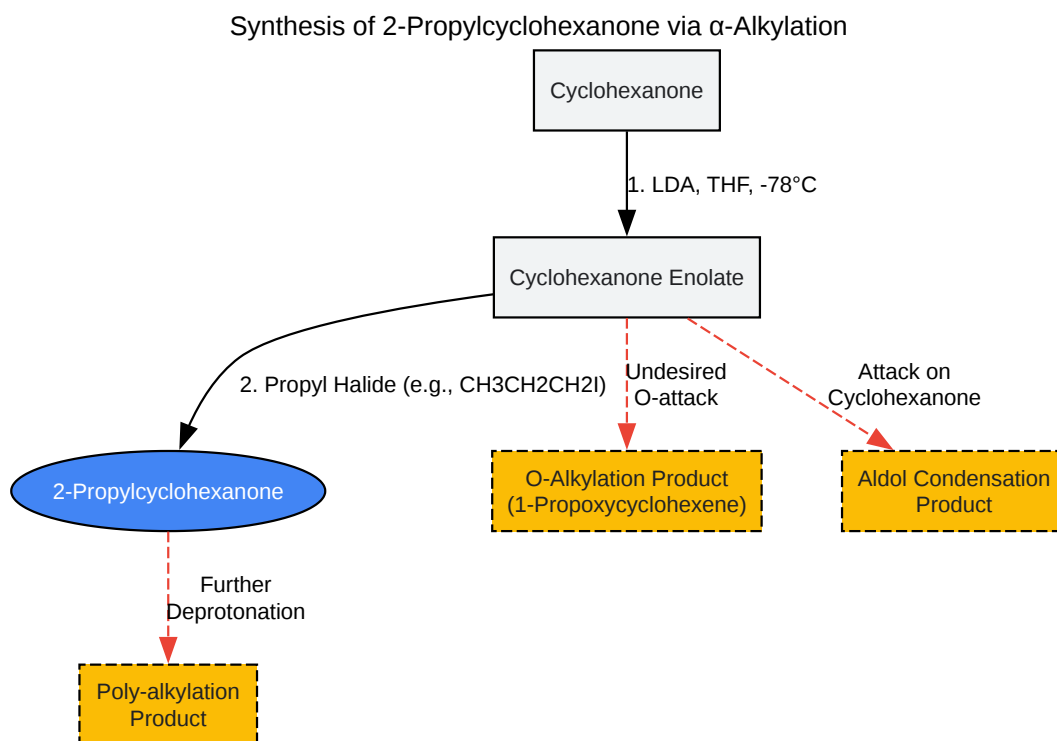 Synthesis of 2-Propylcyclohexanone via α-Alkylation
Cyclohexanone
1. LDA, THF, -78°C
Cyclohexanone Enolate
2. Propyl Halide (e.g., CH3CH2CH2I)
Undesired
O-attack
Attack on
Cyclohexanone
2-Propylcyclohexanone
O-Alkylation Product
(1-Propoxycyclohexene)
Aldol Condensation
Product
Further
Deprotonation
Poly-alkylation
Product